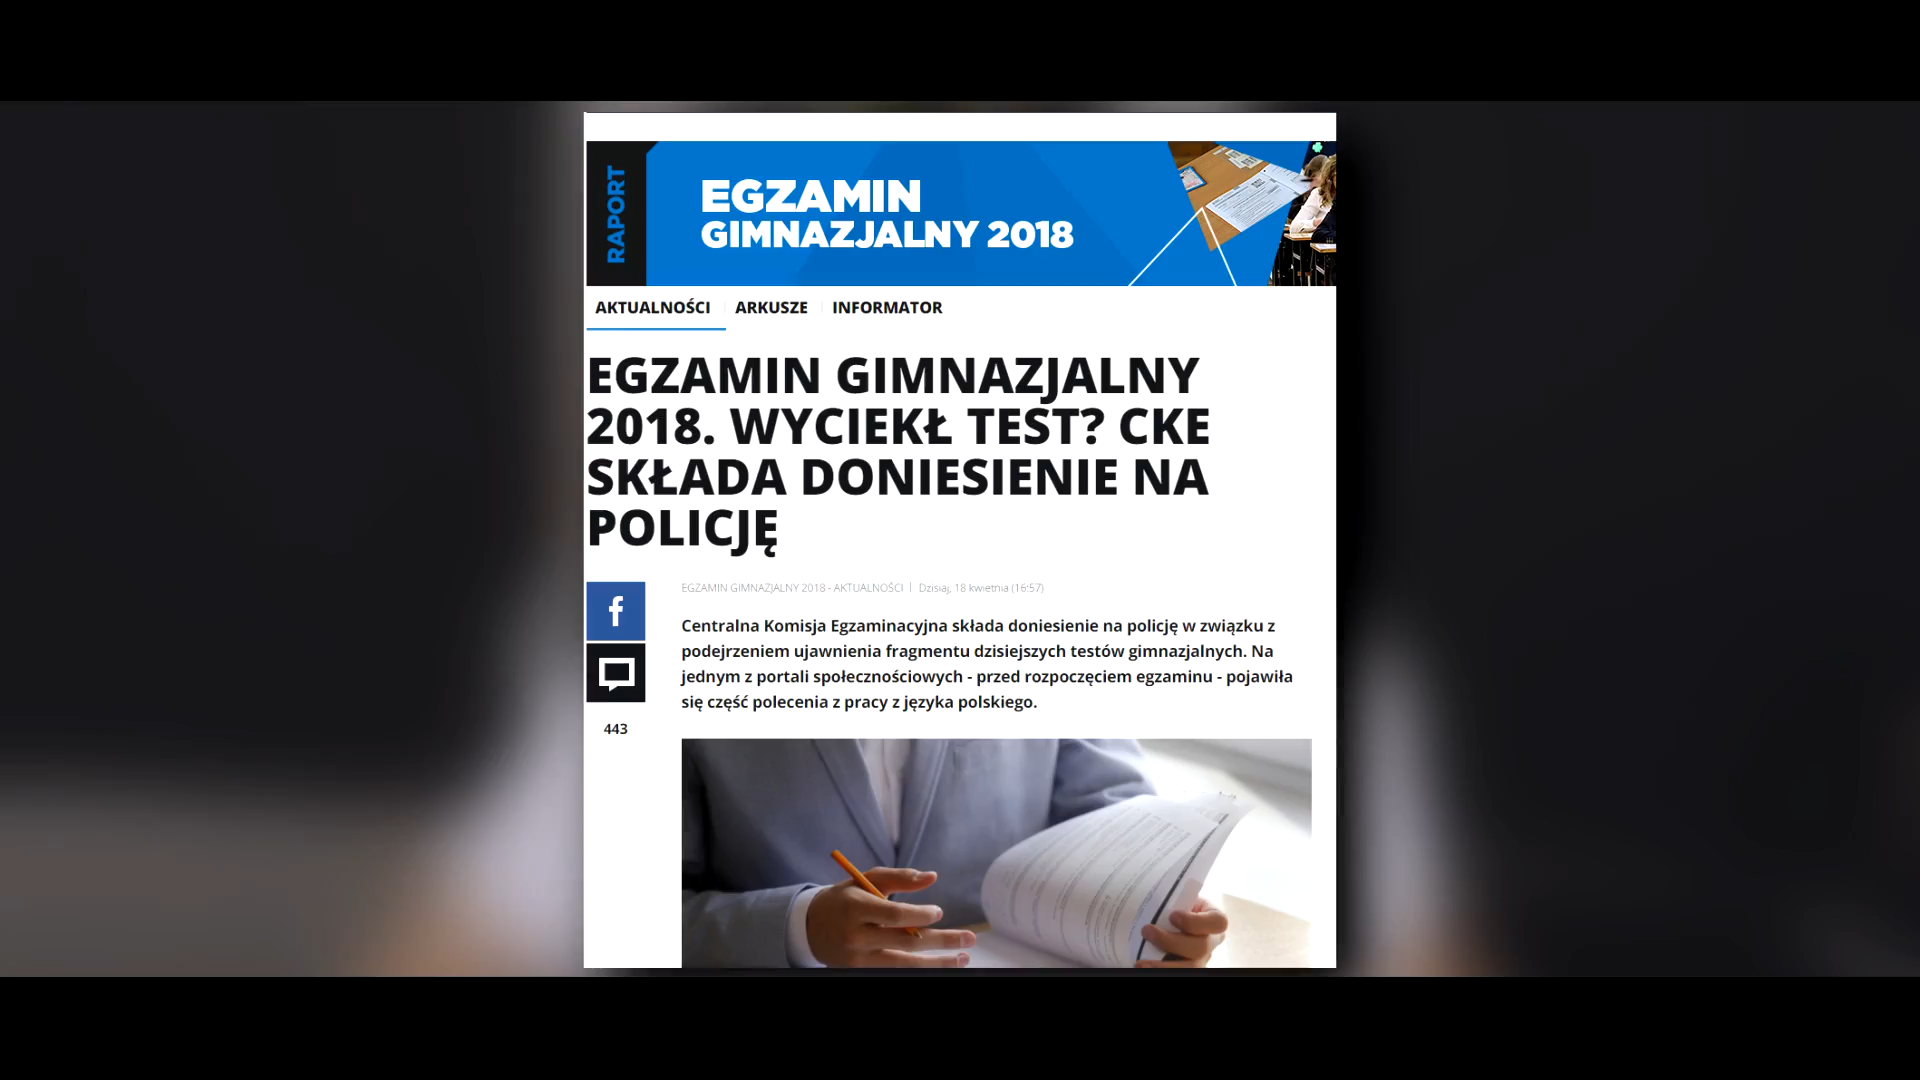 RAPORT
EGZAMIN
GIMNAZJALNY 2018
AKTUALNOŚCI ARKUSZE INFORMATOR
EGZAMIN GIMNAZJALNY
2018. WYCIEKŁ TEST? CKE
SKŁADA DONIESIENIE NA
POLICJĘ
EGZAMIN GIMNAZJALNY 2018 - AKTUALNOŚCI | Dzisiaj, 18 kwietnia (16:57)
Centralna Komisja Egzaminacyjna składa doniesienie na policję w związku z
podejrzeniem ujawnienia fragmentu dzisiejszych testów gimnazjalnych. Na
jednym z portali społecznościowych - przed rozpoczęciem egzaminu - pojawiła
się część polecenia z pracy z języka polskiego.
443